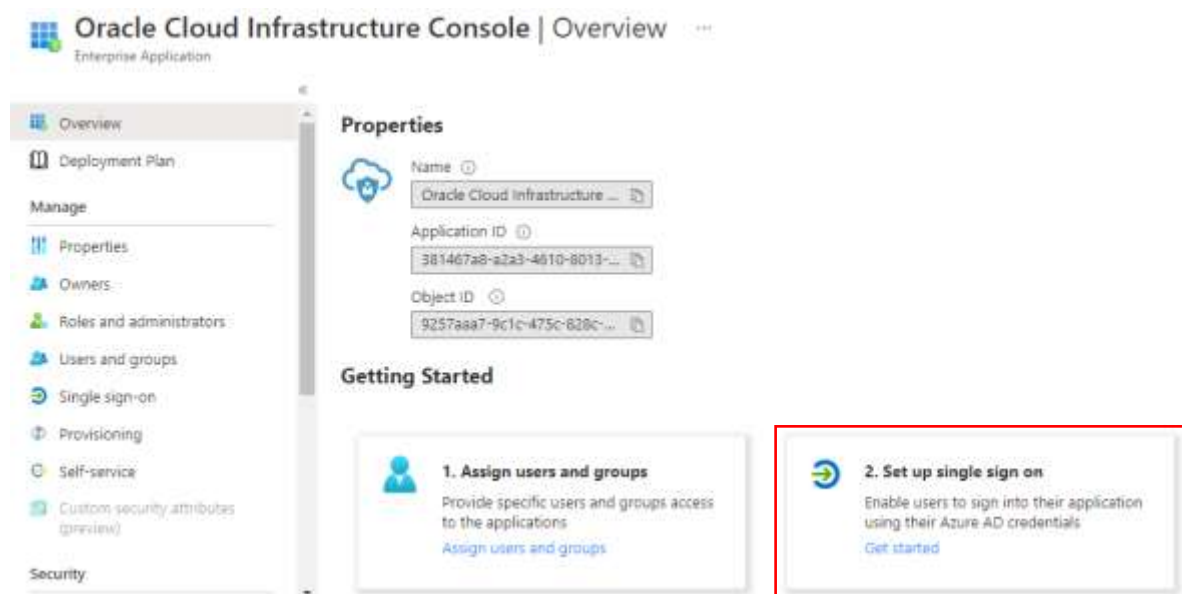 Oracle Cloud Infrastructure Console | Overview ...
Enterprise Application
«
Overview
Deployment Plan
Manage
Properties
Owners
Roles and administrators
Users and groups
Single sign-on
Provisioning
Self-service
Custom security attributes
(preview)
Security
Properties
Name
Oracle Cloud Infrastructure ...
Application ID
381467a8-a2a3-4610-8013-...
Object ID
9257aaa7-9c1c-475c-828c-...
Getting Started
1. Assign users and groups
Provide specific users and groups access
to the applications
Assign users and groups
2. Set up single sign on
Enable users to sign into their application
using their Azure AD credentials
Get started